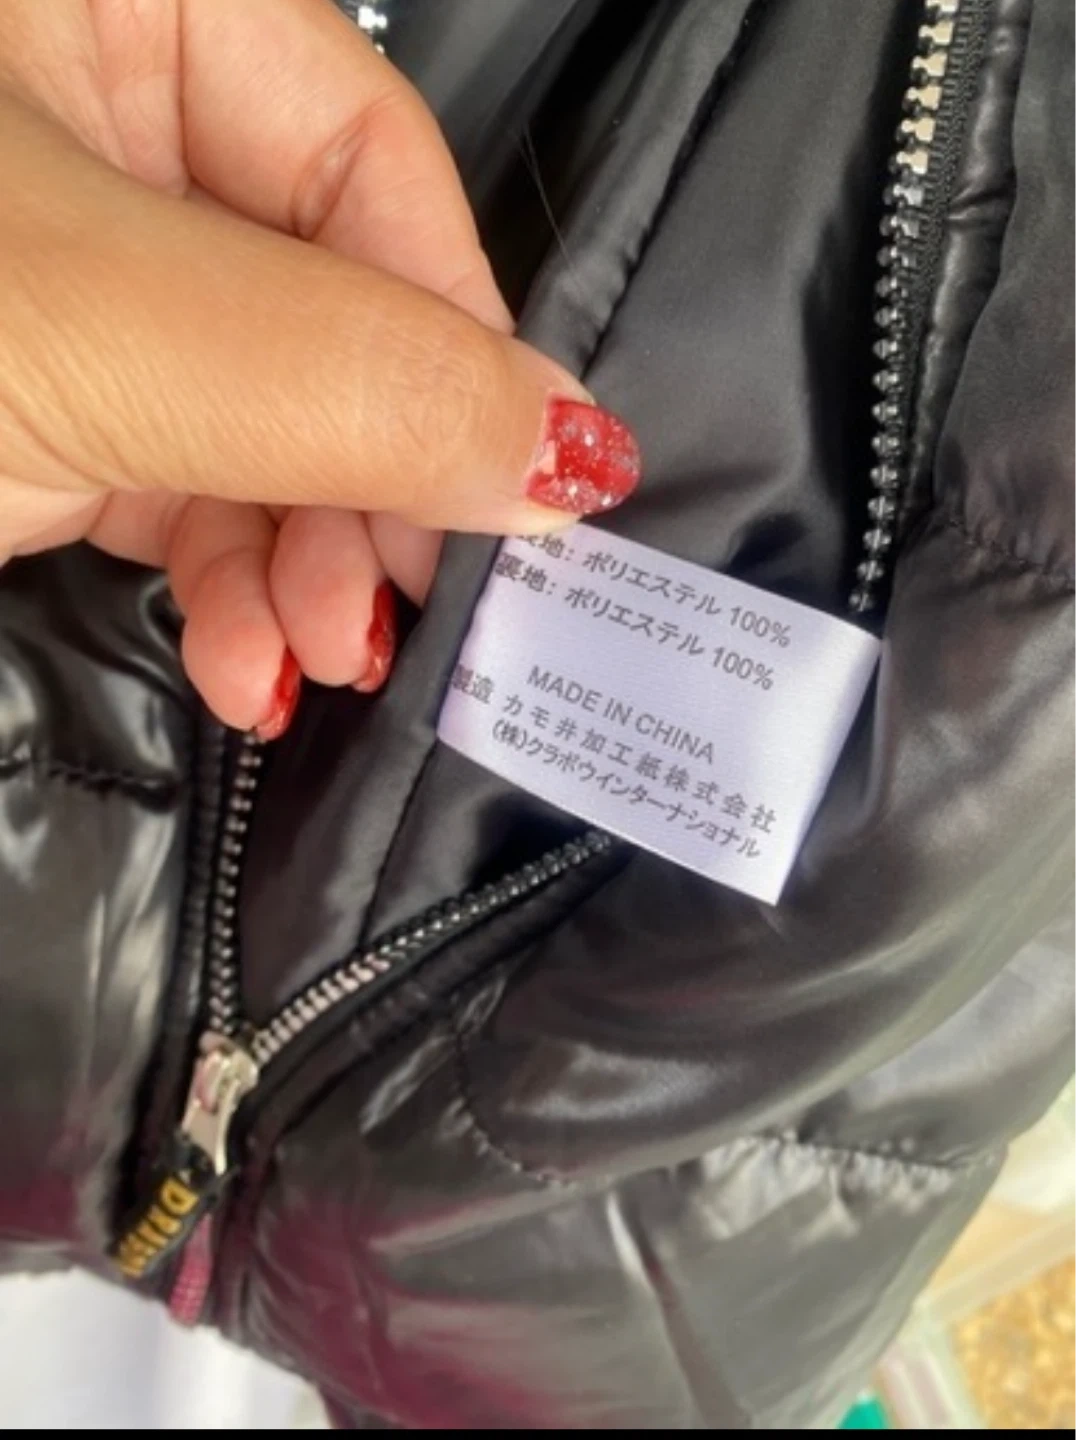 表地: ポリエステル 100%
裏地: ポリエステル 100%
MADE IN CHINA
製造 カモ井加工紙株式会社
(株)クラボウインターナショナル